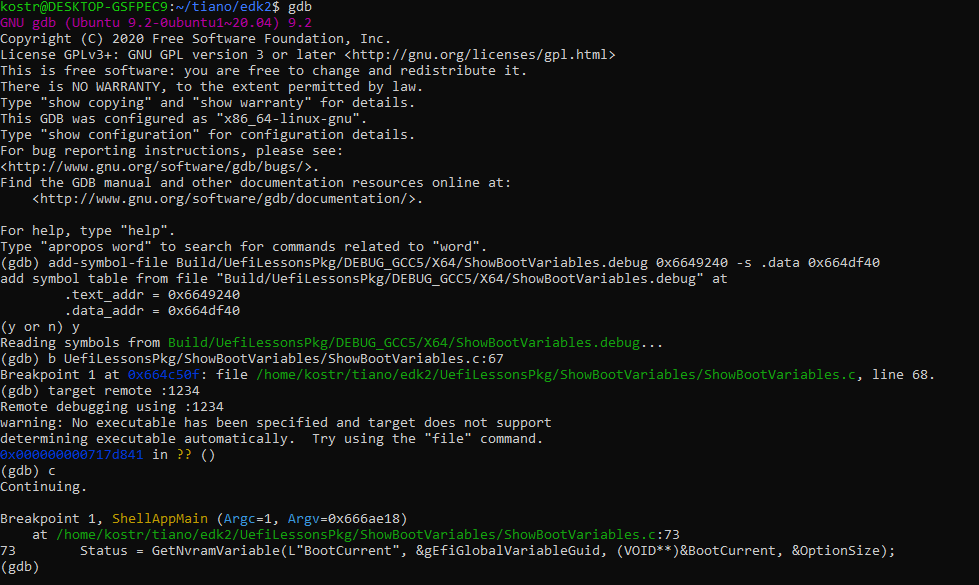 kostr@DESKTOP-GSFPEC9:~/tiano/edk2$ gdb
GNU gdb (Ubuntu 9.2-0ubuntu1~20.04) 9.2
Copyright (C) 2020 Free Software Foundation, Inc.
License GPLv3+: GNU GPL version 3 or later <http://gnu.org/licenses/gpl.html>
This is free software: you are free to change and redistribute it.
There is NO WARRANTY, to the extent permitted by law.
Type "show copying" and "show warranty" for details.
This GDB was configured as "x86_64-linux-gnu".
Type "show configuration" for configuration details.
For bug reporting instructions, please see:
<http://www.gnu.org/software/gdb/bugs/>.
Find the GDB manual and other documentation resources online at:
    <http://www.gnu.org/software/gdb/documentation/>.

For help, type "help".
Type "apropos word" to search for commands related to "word".
(gdb) add-symbol-file Build/UefiLessonsPkg/DEBUG_GCC5/X64/ShowBootVariables.debug 0x6649240 -s .data 0x664df40
add symbol table from file "Build/UefiLessonsPkg/DEBUG_GCC5/X64/ShowBootVariables.debug" at
        .text_addr = 0x6649240
        .data_addr = 0x664df40
(y or n) y
Reading symbols from Build/UefiLessonsPkg/DEBUG_GCC5/X64/ShowBootVariables.debug...
(gdb) b UefiLessonsPkg/ShowBootVariables/ShowBootVariables.c:67
Breakpoint 1 at 0x664c50f: file /home/kostr/tiano/edk2/UefiLessonsPkg/ShowBootVariables/ShowBootVariables.c, line 68.
(gdb) target remote :1234
Remote debugging using :1234
warning: No executable has been specified and target does not support
determining executable automatically.  Try using the "file" command.
0x000000000717d841 in ?? ()
(gdb) c
Continuing.

Breakpoint 1, ShellAppMain (Argc=1, Argv=0x666ae18)
    at /home/kostr/tiano/edk2/UefiLessonsPkg/ShowBootVariables/ShowBootVariables.c:73
73        Status = GetNvramVariable(L"BootCurrent", &gEfiGlobalVariableGuid, (VOID**)&BootCurrent, &OptionSize);
(gdb)